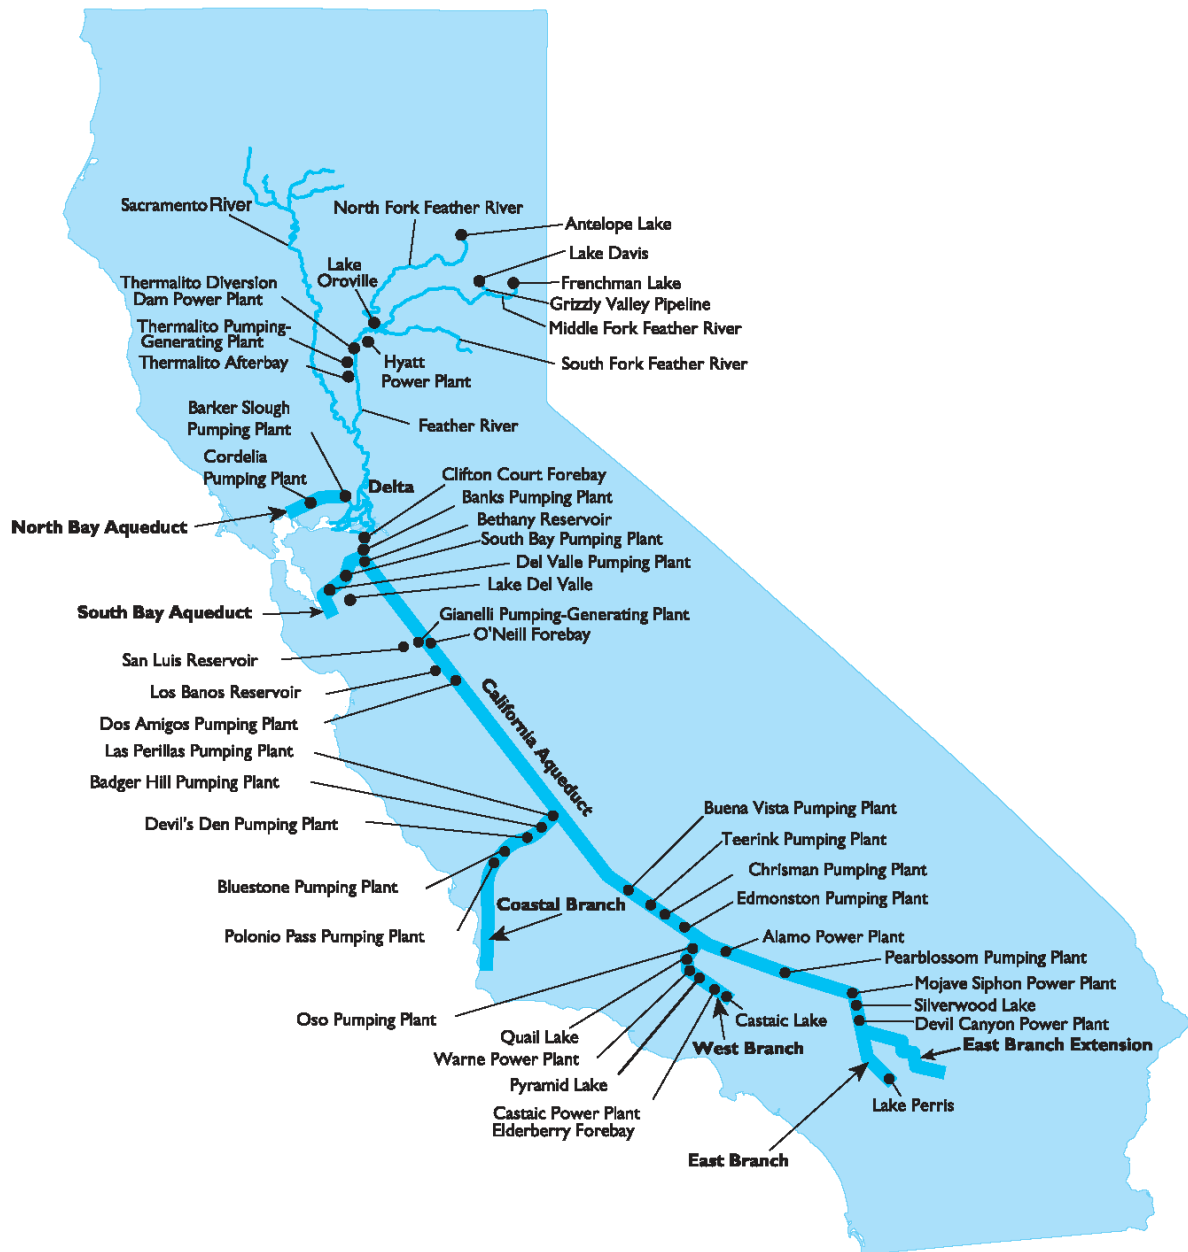 Sacramento River
North Fork Feather River
Antelope Lake
Lake Davis
Lake
Oroville
Thermalito Diversion
Dam Power Plant
Frenchman Lake
Grizzly Valley Pipeline
Middle Fork Feather River
Thermalito Pumping-
Generating Plant
Thermalito Afterbay
Hyatt
Power Plant
South Fork Feather River
Barker Slough
Pumping Plant
Feather River
Cordelia
Pumping Plant
Delta
Clifton Court Forebay
Banks Pumping Plant
North Bay Aqueduct
Bethany Reservoir
South Bay Pumping Plant
Del Valle Pumping Plant
Lake Del Valle
South Bay Aqueduct
Gianelli Pumping-Generating Plant
O'Neill Forebay
San Luis Reservoir
Los Banos Reservoir
Dos Amigos Pumping Plant
California Aqueduct
Las Perillas Pumping Plant
Badger Hill Pumping Plant
Devil's Den Pumping Plant
Buena Vista Pumping Plant
Teerink Pumping Plant
Chrisman Pumping Plant
Bluestone Pumping Plant
Edmonston Pumping Plant
Coastal Branch
Polonio Pass Pumping Plant
Alamo Power Plant
Pearblossom Pumping Plant
Mojave Siphon Power Plant
Silverwood Lake
Devil Canyon Power Plant
Oso Pumping Plant
Castaic Lake
Quail Lake
West Branch
East Branch Extension
Warne Power Plant
Pyramid Lake
Lake Perris
Castaic Power Plant
Elderberry Forebay
East Branch